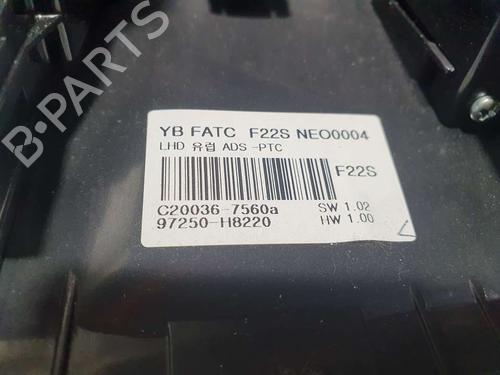 B-PARTS
YB FATC F22S NEO0004
LHD 유럽 ADS -PTC
F22S
C20036-7560a SW 1.02
97250-H8220 HW 1.00